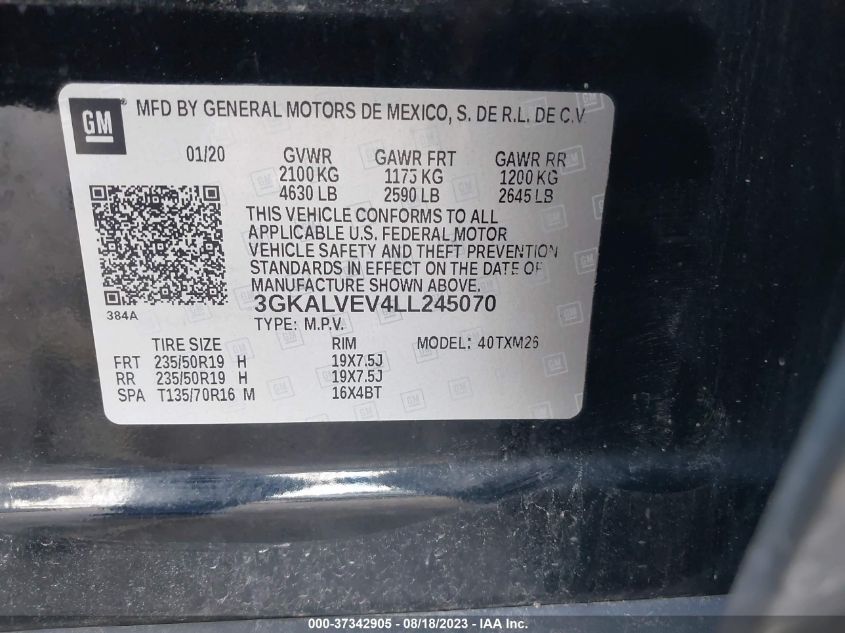 GM MFD BY GENERAL MOTORS DE MEXICO, S. DE R.L. DE C.V
01/20 GVWR GAWR FRT GAWR RR
2100 KG 1175 KG 1200 KG
4630 LB 2590 LB 2645 LB
THIS VEHICLE CONFORMS TO ALL
APPLICABLE U.S. FEDERAL MOTOR
VEHICLE SAFETY AND THEFT PREVENTION
STANDARDS IN EFFECT ON THE DATE OF
MANUFACTURE SHOWN ABOVE.
384A 3GKALVEV4LL245070
TYPE: M.P.V.
TIRE SIZE RIM MODEL: 40TXM26
FRT 235/50R19 H 19X7.5J
RR 235/50R19 H 19X7.5J
SPA T135/70R16 M 16X4BT
000-37342905 - 08/18/2023 - IAA Inc.